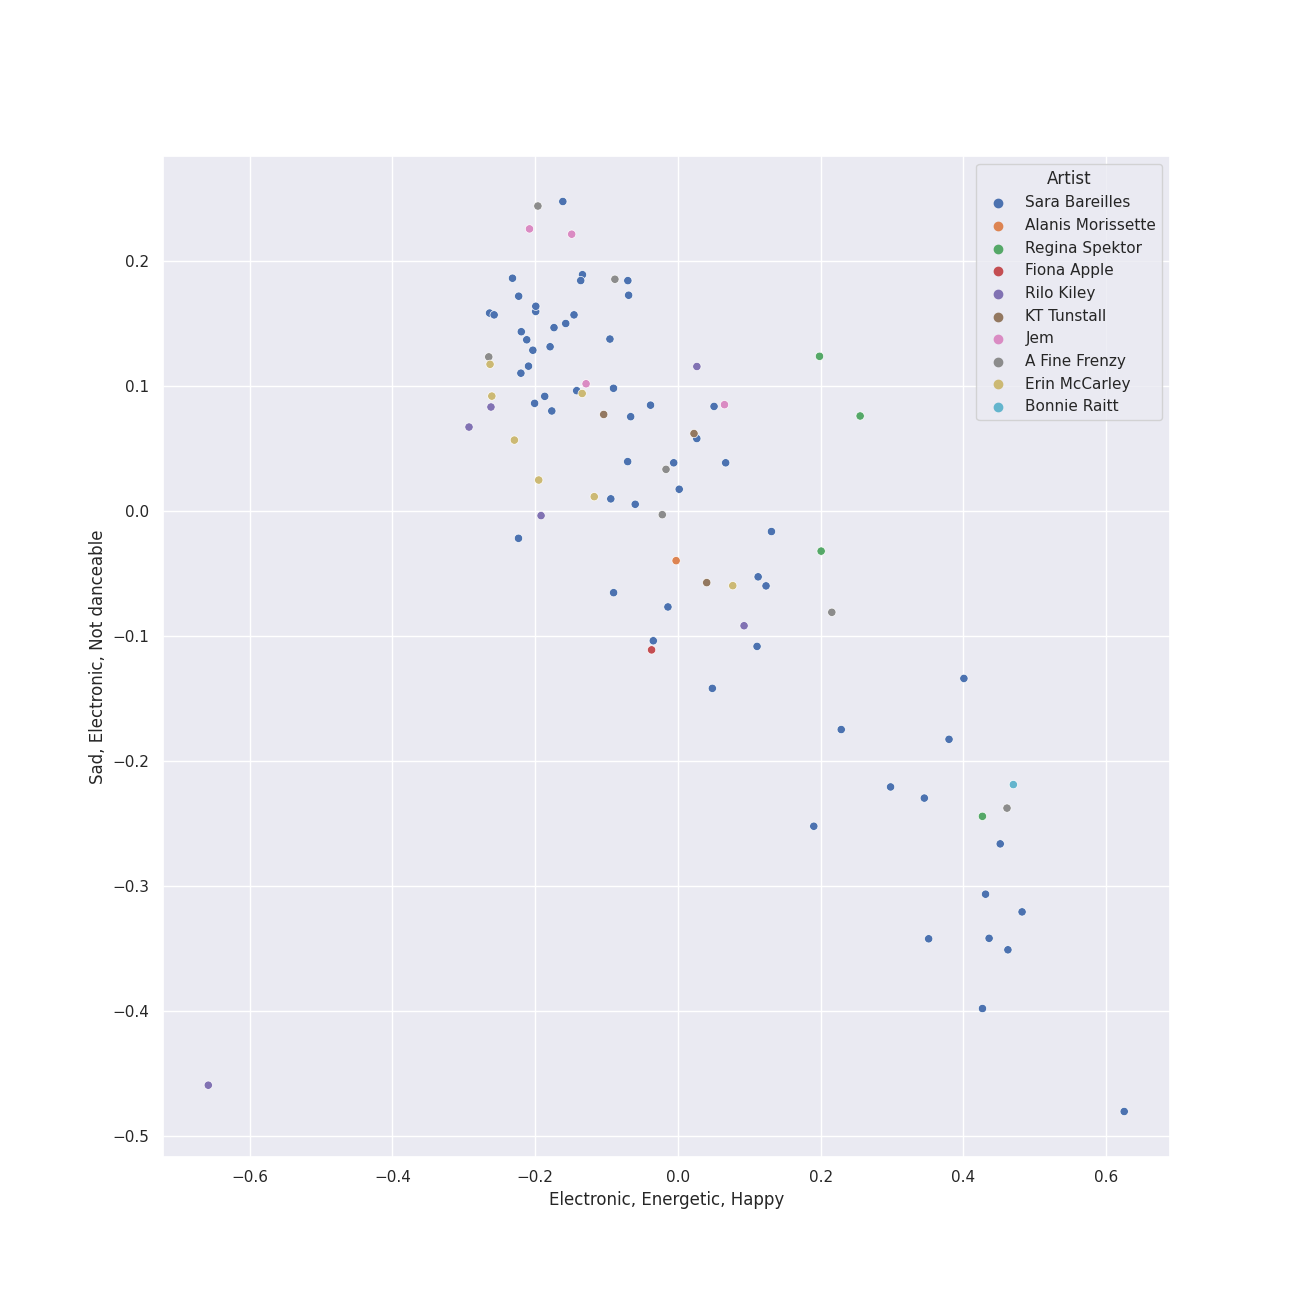 Artist
Sara Bareilles
Alanis Morissette
Regina Spektor
Fiona Apple
Rilo Kiley
KT Tunstall
Jem
A Fine Frenzy
Erin McCarley
Bonnie Raitt
0.2
0.1
0.0
−0.1
−0.2
−0.3
−0.4
−0.5
Sad, Electronic, Not danceable
−0.6 −0.4 −0.2 0.0 0.2 0.4 0.6
Electronic, Energetic, Happy